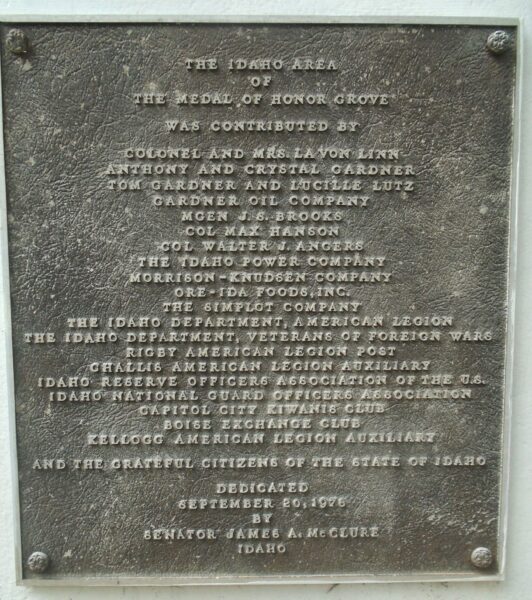 THE IDAHO AREA
OF
THE MEDAL OF HONOR GROVE
WAS CONTRIBUTED BY
COLONEL AND MRS. LA VON LINN
ANTHONY AND CRYSTAL GARDNER
TOM GARDNER AND LUCILLE LUTZ
GARDNER OIL COMPANY
MGEN J. S. BROOKS
COL MAX HANSON
COL WALTER J. ANGERS
THE IDAHO POWER COMPANY
MORRISON-KNUDSEN COMPANY
ORE-IDA FOODS, INC.
THE SIMPLOT COMPANY
THE IDAHO DEPARTMENT, AMERICAN LEGION
THE IDAHO DEPARTMENT, VETERANS OF FOREIGN WARS
RIGBY AMERICAN LEGION POST
CHALLIS AMERICAN LEGION AUXILIARY
IDAHO RESERVE OFFICERS ASSOCIATION OF THE U.S.
IDAHO NATIONAL GUARD OFFICERS ASSOCIATION
CAPITOL CITY KIWANIS CLUB
BOISE EXCHANGE CLUB
KELLOGG AMERICAN LEGION AUXILIARY
AND THE GRATEFUL CITIZENS OF THE STATE OF IDAHO
DEDICATED
SEPTEMBER 20,
BY
SENATOR JAMES A. McCLURE
IDAHO